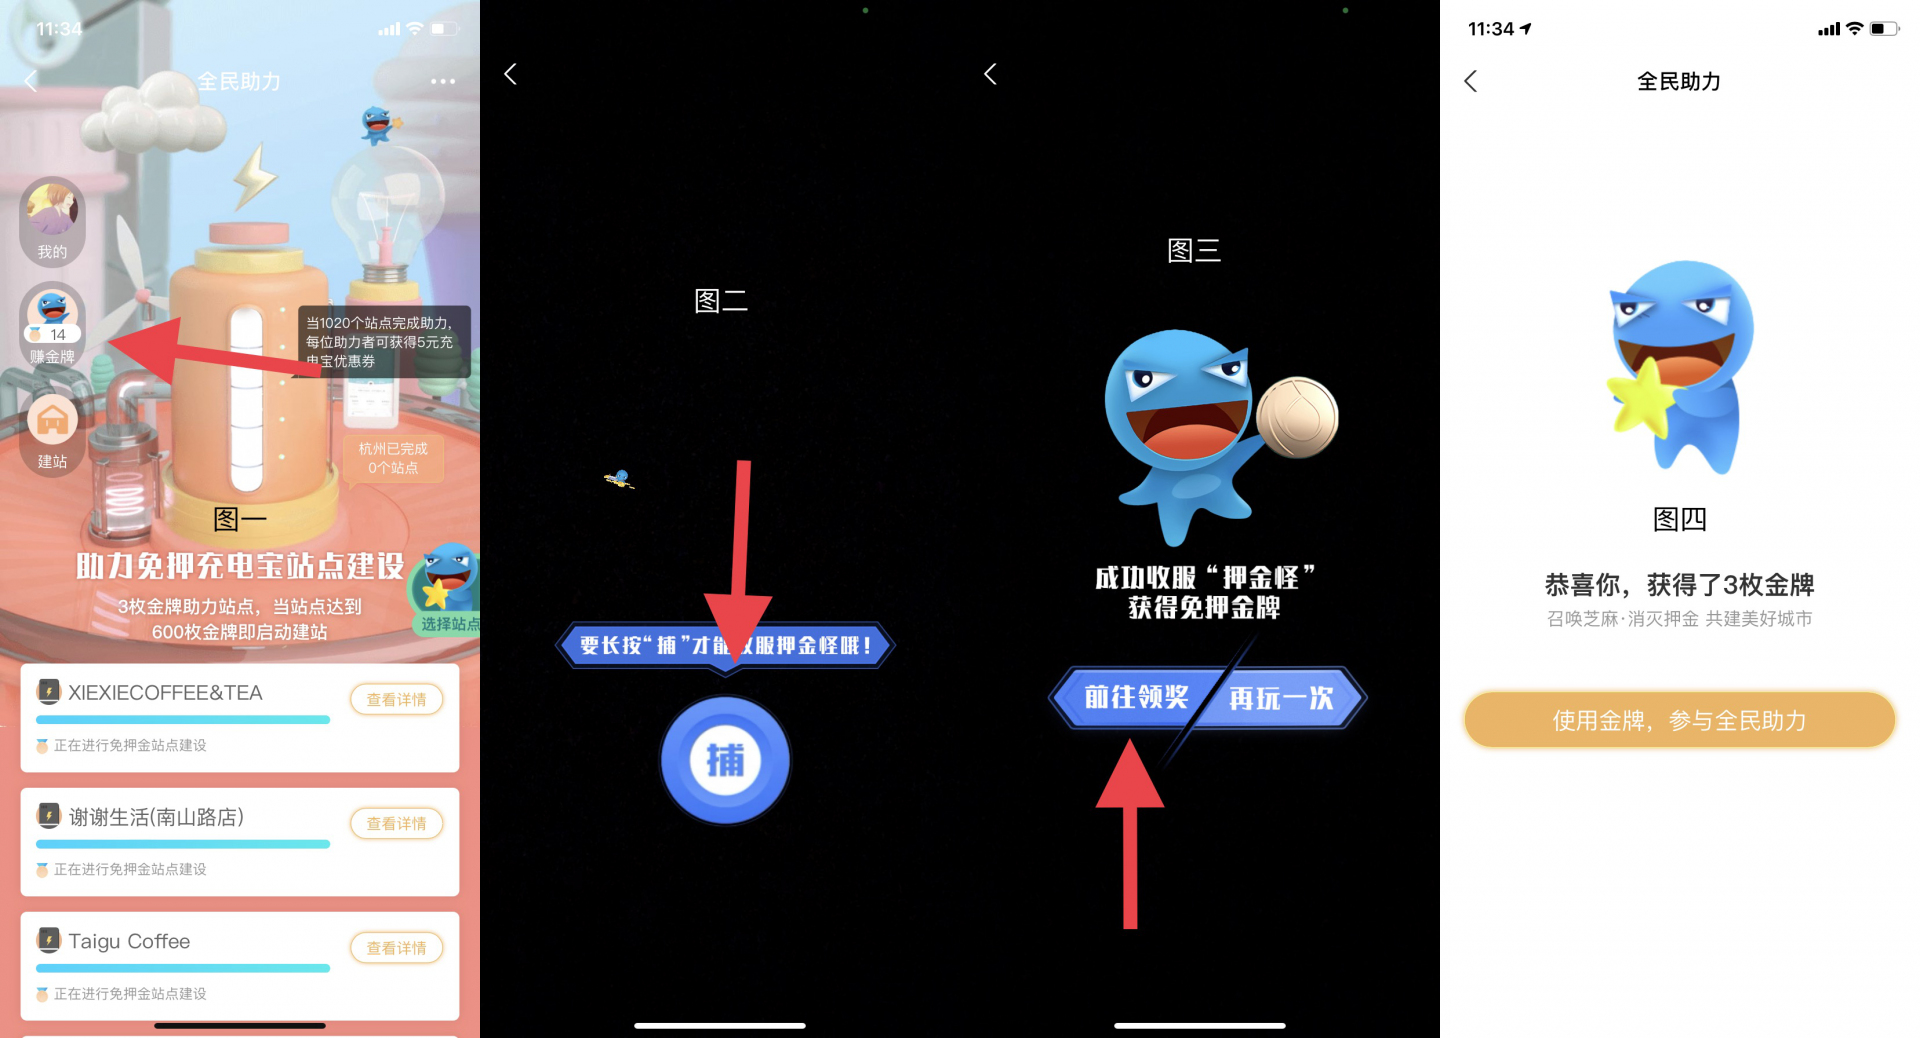 11:34
全民助力
我的
14
赚金牌
建站
当1020个站点完成助力，
每位助力者可获得5元充
电宝优惠券
杭州已完成
0个站点
图一
助力免押充电宝站点建设
3枚金牌助力站点，当站点达到
600枚金牌即启动建站
选择站点
XIEXIECOFFEE&TEA
查看详情
正在进行免押金站点建设
谢谢生活(南山路店)
查看详情
正在进行免押金站点建设
Taigu Coffee
查看详情
正在进行免押金站点建设
图二
要长按“捕”才能收服押金怪哦！
捕
图三
成功收服“押金怪”
获得免押金牌
前往领奖
再玩一次
11:34
全民助力
图四
恭喜你，获得了3枚金牌
召唤芝麻·消灭押金 共建美好城市
使用金牌，参与全民助力